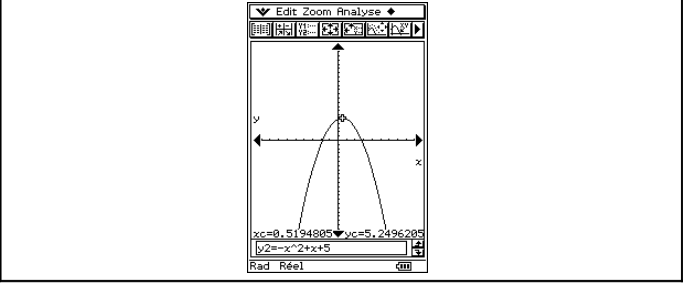 Edit Zoom Analyse ◆
y
x
xc=0.5194805 yc=5.2496205
y2=-x^2+x+5
Rad Réel